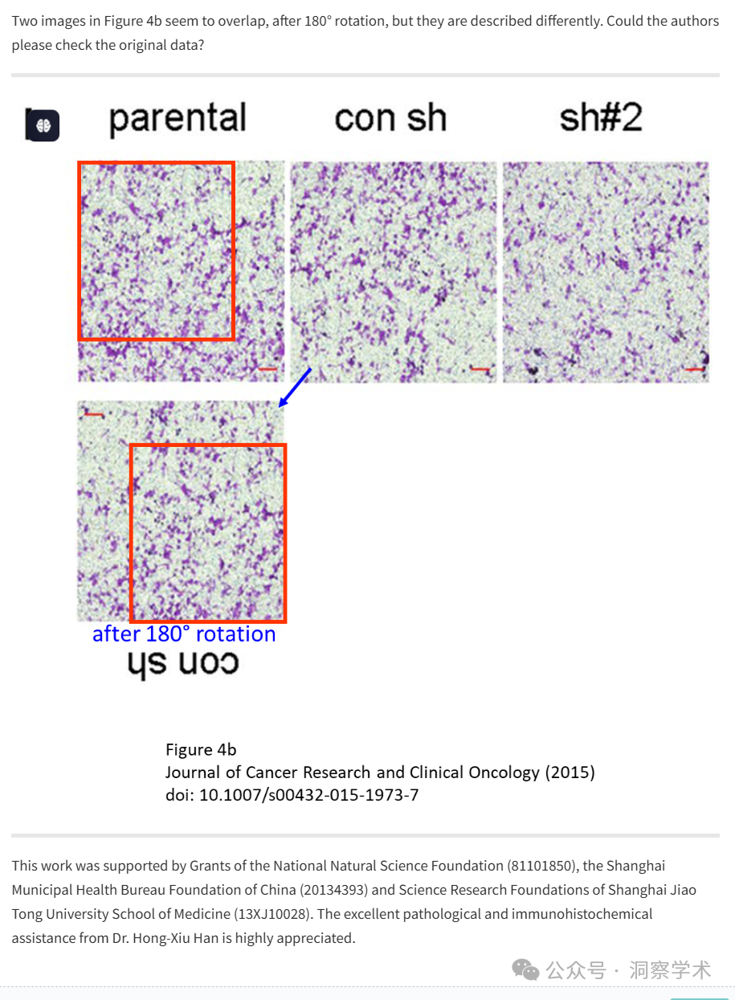 Two images in Figure 4b seem to overlap, after 180° rotation, but they are described differently. Could the authors
please check the original data?
parental con sh sh#2
after 180° rotation
con sh
Figure 4b
Journal of Cancer Research and Clinical Oncology (2015)
doi: 10.1007/s00432-015-1973-7
This work was supported by Grants of the National Natural Science Foundation (81101850), the Shanghai
Municipal Health Bureau Foundation of China (20134393) and Science Research Foundations of Shanghai Jiao
Tong University School of Medicine (13XJ10028). The excellent pathological and immunohistochemical
assistance from Dr. Hong-Xiu Han is highly appreciated.
公众号 · 洞察学术